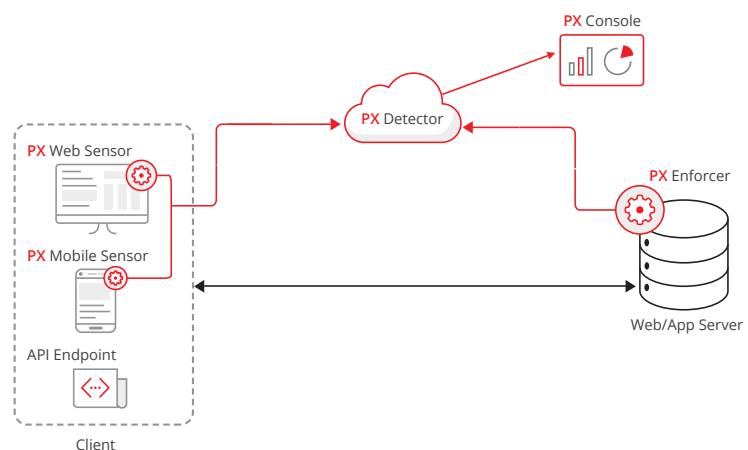 PX Console
PX Detector
PX Web Sensor
PX Enforcer
PX Mobile Sensor
Web/App Server
API Endpoint
Client